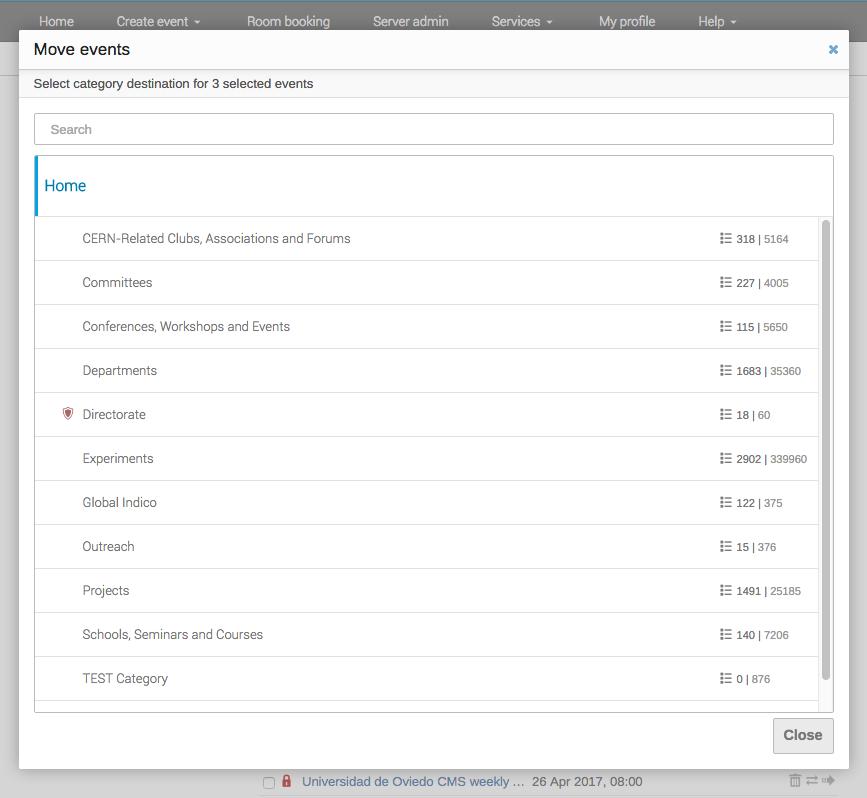 Home Create event Room booking Server admin Services My profile Help
Move events
Select category destination for 3 selected events
Search
Home
CERN-Related Clubs, Associations and Forums 318 | 5164
Committees 227 | 4005
Conferences, Workshops and Events 115 | 5650
Departments 1683 | 35360
Directorate 18 | 60
Experiments 2902 | 339960
Global Indico 122 | 375
Outreach 15 | 376
Projects 1491 | 25185
Schools, Seminars and Courses 140 | 7206
TEST Category 0 | 876
Close
Universidad de Oviedo CMS weekly ... 26 Apr 2017, 08:00